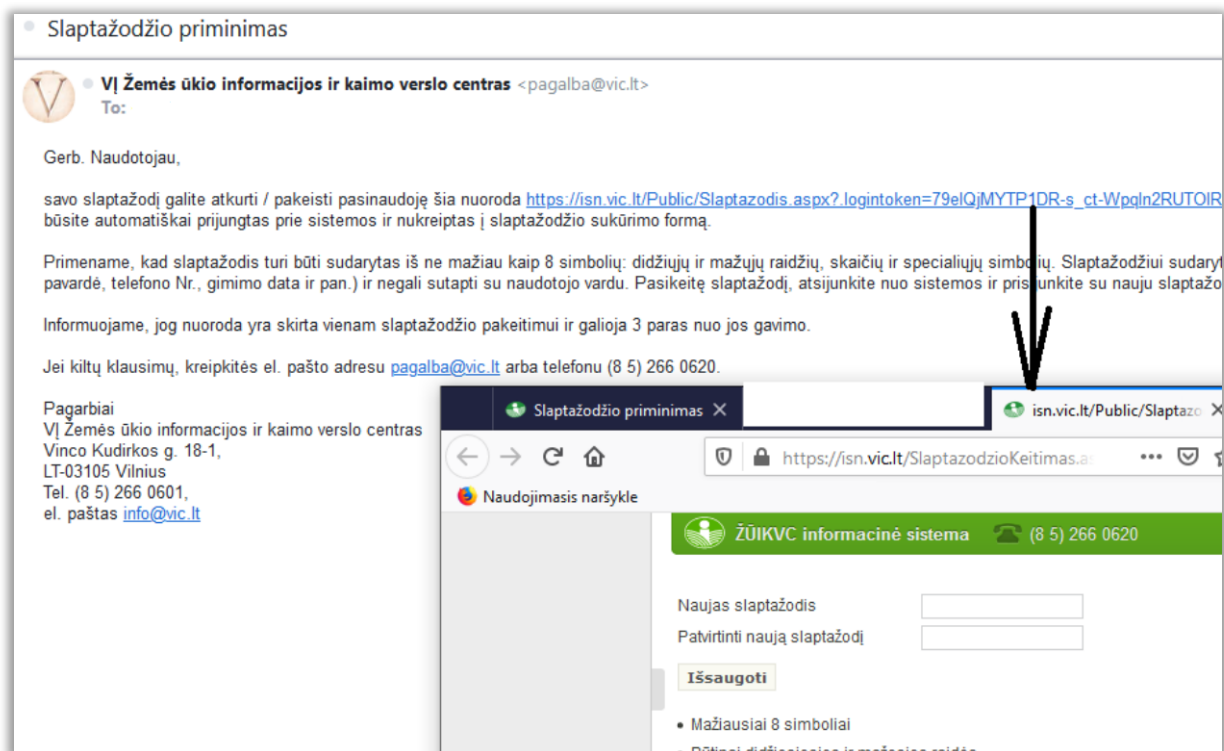 Slaptažodžio priminimas
VĮ Žemės ūkio informacijos ir kaimo verslo centras <pagalba@vic.lt>
To:
Gerb. Naudotojau,
savo slaptažodį galite atkurti / pakeisti pasinaudoję šia nuoroda https://isn.vic.lt/Public/Slaptazodis.aspx?.logintoken=79elQjMYTP1DR-s_ct-Wpqln2RUTOIR
būsite automatiškai prijungtas prie sistemos ir nukreiptas į slaptažodžio sukūrimo formą.
Primename, kad slaptažodis turi būti sudarytas iš ne mažiau kaip 8 simbolių: didžiųjų ir mažųjų raidžių, skaičių ir specialiųjų simbolių. Slaptažodžiui sudaryt
pavardė, telefono Nr., gimimo data ir pan.) ir negali sutapti su naudotojo vardu. Pasikeitę slaptažodį, atsijunkite nuo sistemos ir prisijunkite su nauju slaptažo
Informuojame, jog nuoroda yra skirta vienam slaptažodžio pakeitimui ir galioja 3 paras nuo jos gavimo.
Jei kiltų klausimų, kreipkitės el. pašto adresu pagalba@vic.lt arba telefonu (8 5) 266 0620.
Pagarbiai
VĮ Žemės ūkio informacijos ir kaimo verslo centras
Vinco Kudirkos g. 18-1,
LT-03105 Vilnius
Tel. (8 5) 266 0601,
el. paštas info@vic.lt
Slaptažodžio priminimas
isn.vic.lt/Public/Slaptazo
https://isn.vic.lt/SlaptazodzioKeitimas.as
Naudojimasis naršykle
ŽŪIKVC informacinė sistema (8 5) 266 0620
Naujas slaptažodis
Patvirtinti naują slaptažodį
Išsaugoti
• Mažiausiai 8 simboliai